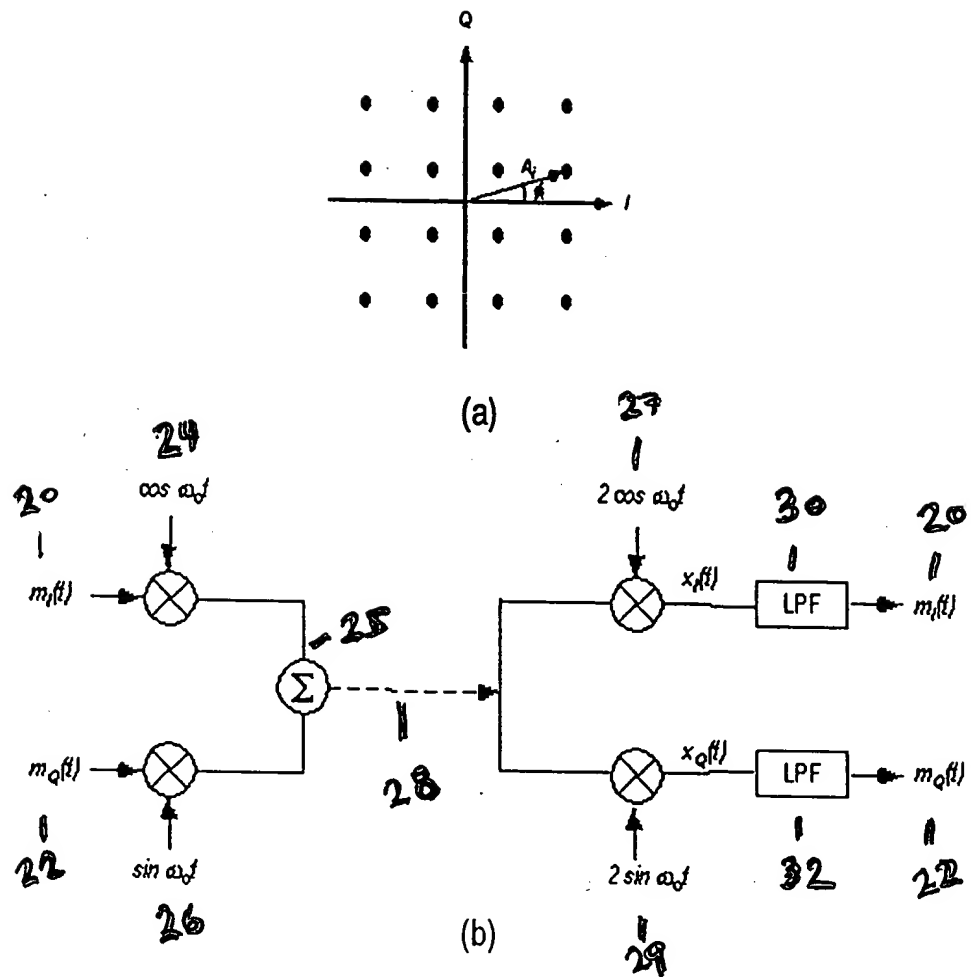 Q
A_i
I
(a)
24
27
cos ω₀t
2 cos ω₀t
20
30
20
m_I(t)
x_I(t)
LPF
m_I(t)
25
Σ
28
m_Q(t)
x_Q(t)
LPF
m_Q(t)
22
sin ω₀t
2 sin ω₀t
32
22
26
(b)
29